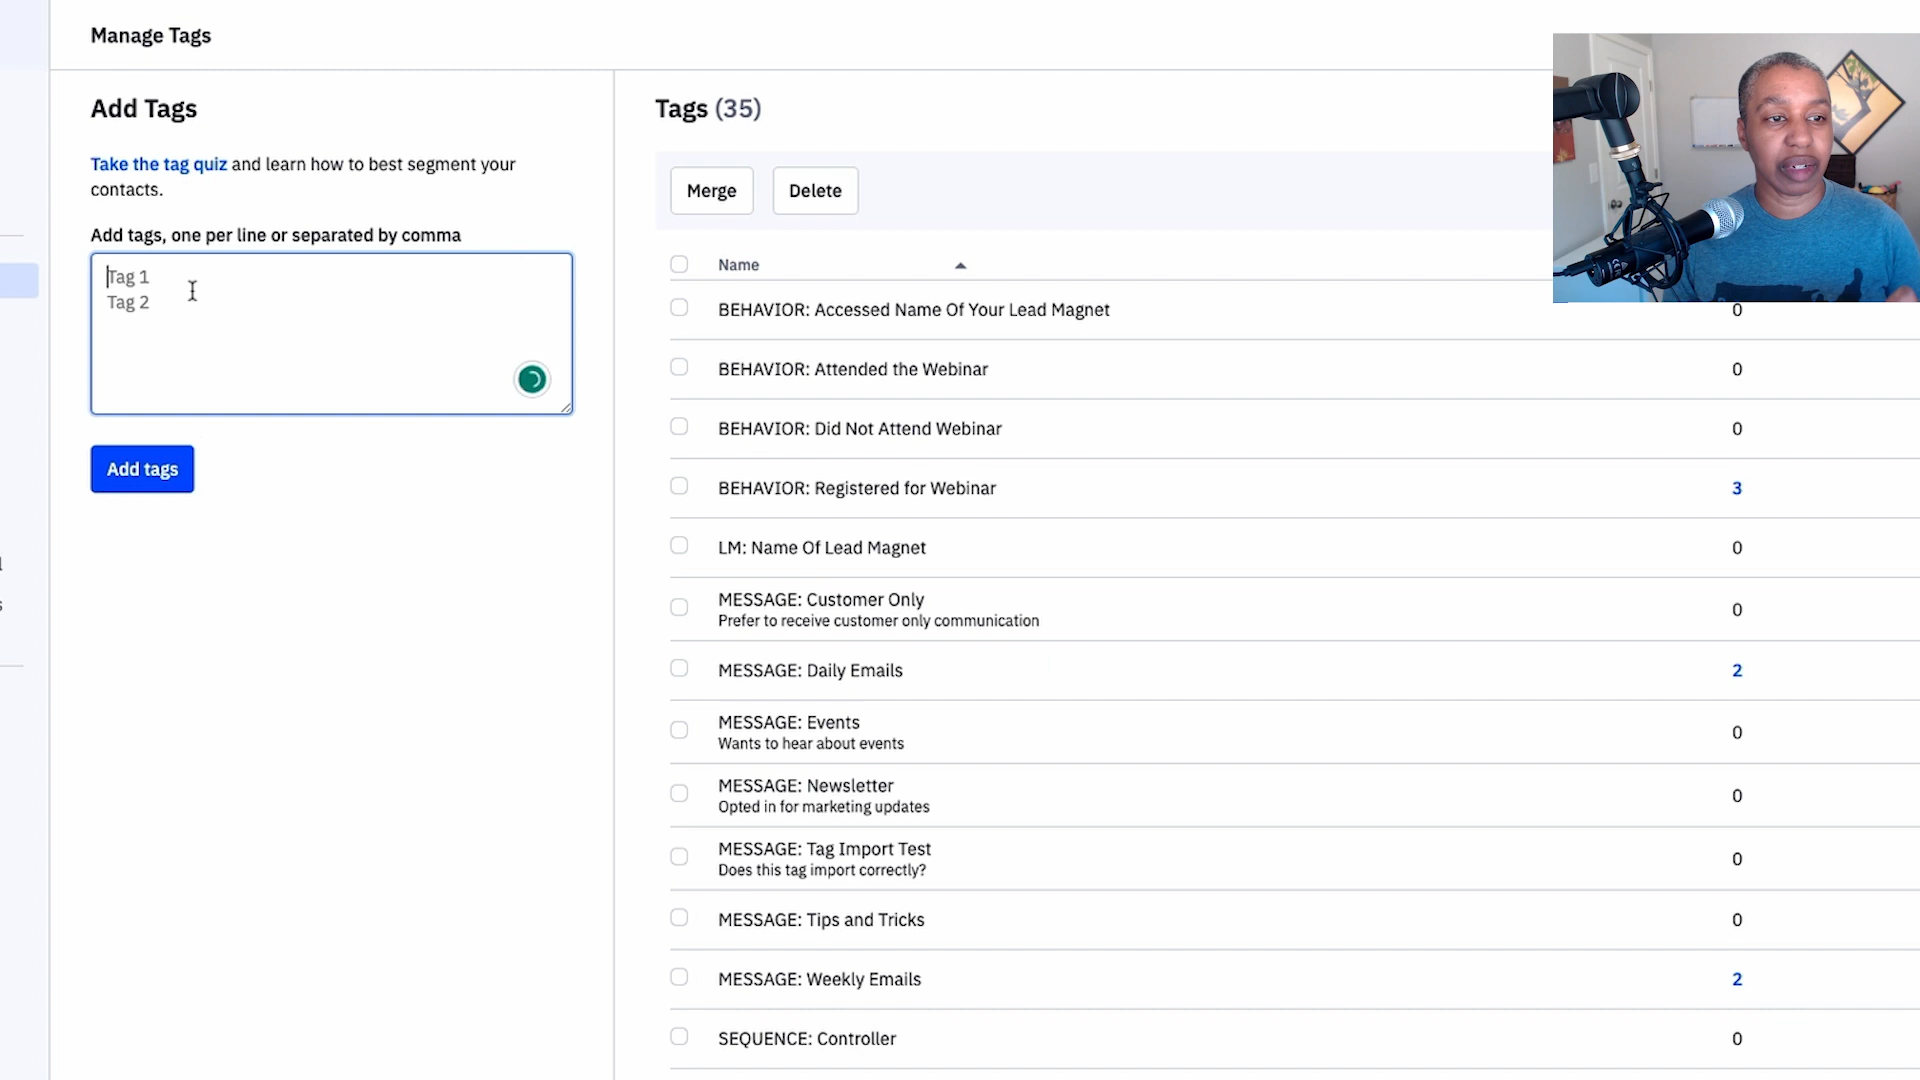 Manage Tags
Add Tags
Take the tag quiz and learn how to best segment your
contacts.
Add tags, one per line or separated by comma
Tag 1
Tag 2
Add tags
Tags (35)
Merge
Delete
Name
BEHAVIOR: Accessed Name Of Your Lead Magnet
0
BEHAVIOR: Attended the Webinar
0
BEHAVIOR: Did Not Attend Webinar
0
BEHAVIOR: Registered for Webinar
3
LM: Name Of Lead Magnet
0
MESSAGE: Customer Only
Prefer to receive customer only communication
0
MESSAGE: Daily Emails
2
MESSAGE: Events
Wants to hear about events
0
MESSAGE: Newsletter
Opted in for marketing updates
0
MESSAGE: Tag Import Test
Does this tag import correctly?
0
MESSAGE: Tips and Tricks
0
MESSAGE: Weekly Emails
2
SEQUENCE: Controller
0